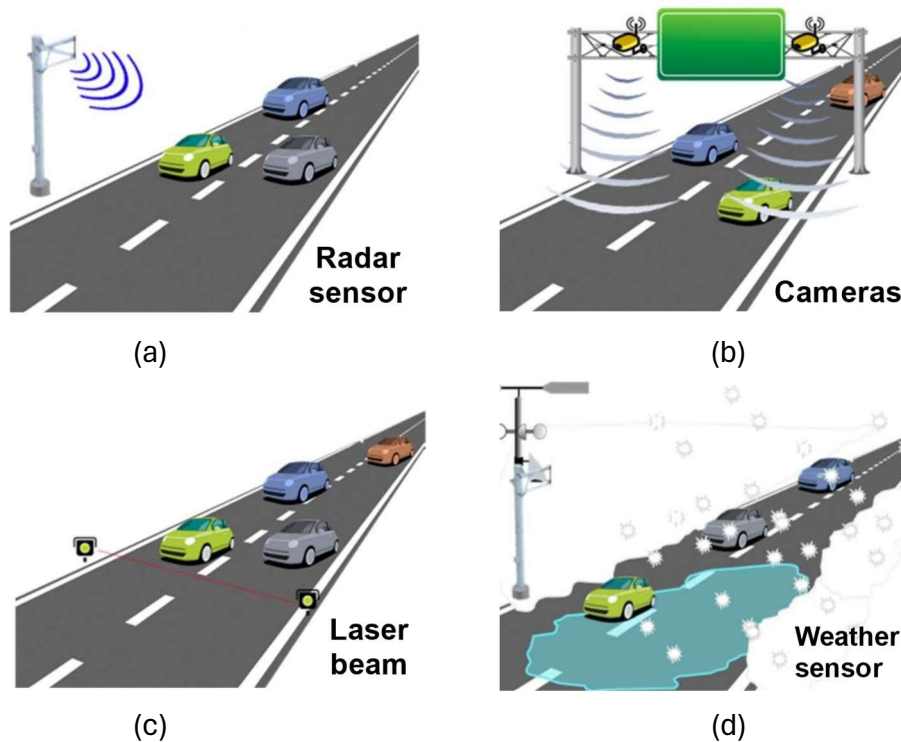 Radar
sensor
(a)
Cameras
(b)
Laser
beam
(c)
Weather
sensor
(d)